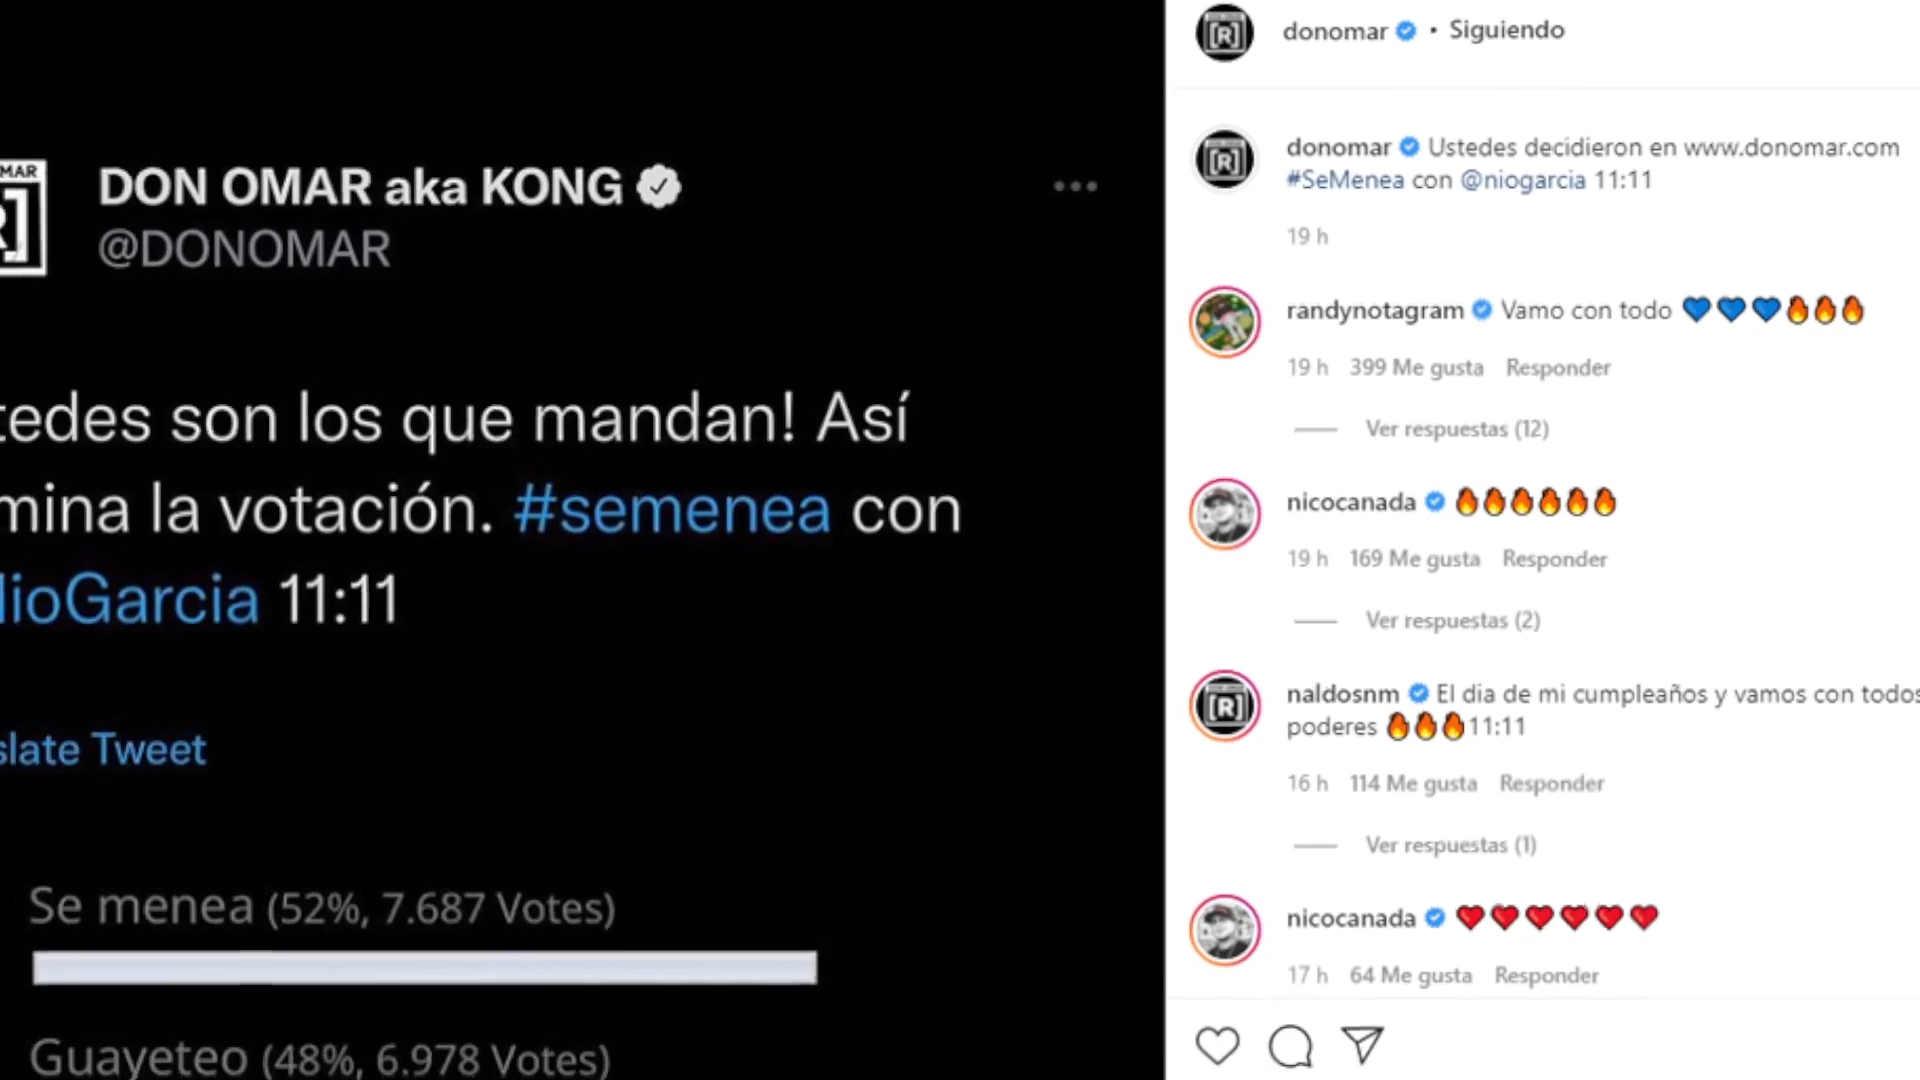 MAR
R]
DON OMAR aka KONG
@DONOMAR
tedes son los que mandan! Así
mina la votación. #semenea con
lioGarcia 11:11
slate Tweet
Se menea (52%, 7.687 Votes)
Guayeteo (48%, 6.978 Votes)
[R]
donomar • Siguiendo
[R]
donomar Ustedes decidieron en www.donomar.com
#SeMenea con @niogarcia 11:11
19 h
randynotagram Vamo con todo 💙💙💙🔥🔥🔥
19 h 399 Me gusta Responder
Ver respuestas (12)
nicocanada 🔥🔥🔥🔥🔥🔥
19 h 169 Me gusta Responder
Ver respuestas (2)
[R]
naldosnm El dia de mi cumpleaños y vamos con todos
poderes 🔥🔥🔥11:11
16 h 114 Me gusta Responder
Ver respuestas (1)
nicocanada ❤️❤️❤️❤️❤️❤️
17 h 64 Me gusta Responder